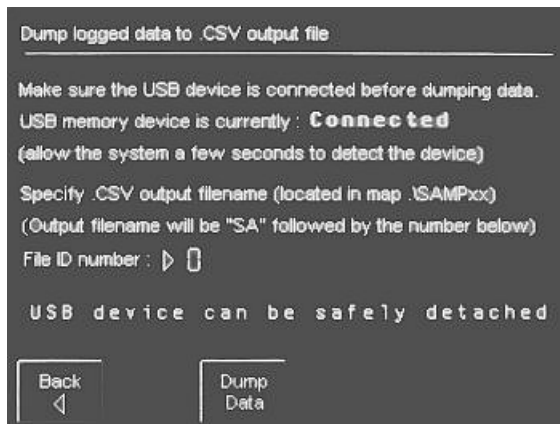 Dump logged data to .CSV output file
Make sure the USB device is connected before dumping data.
USB memory device is currently : Connected
(allow the system a few seconds to detect the device)
Specify .CSV output filename (located in map .\SAMPxx)
(Output filename will be "SA" followed by the number below)
File ID number : ▷ 0
USB device can be safely detached
Back
Dump
Data